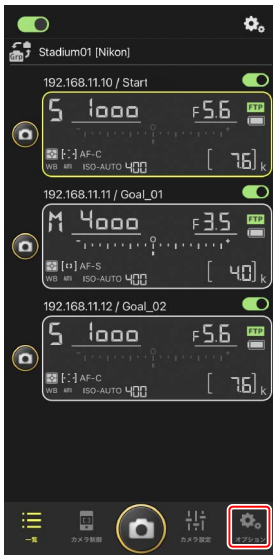 Stadium01 [Nikon]
192.168.11.10 / Start
S 1000 F5.6 FTP
AF-C
WB A1 ISO-AUTO 400 [ 7.6] k
192.168.11.11 / Goal_01
M 4000 F3.5 FTP
AF-S
WB A1 ISO-AUTO 400 [ 4.0] k
192.168.11.12 / Goal_02
S 1000 F5.6 FTP
AF-C
WB A1 ISO-AUTO 400 [ 7.6] k
一覧 カメラ制御 カメラ設定 オプション